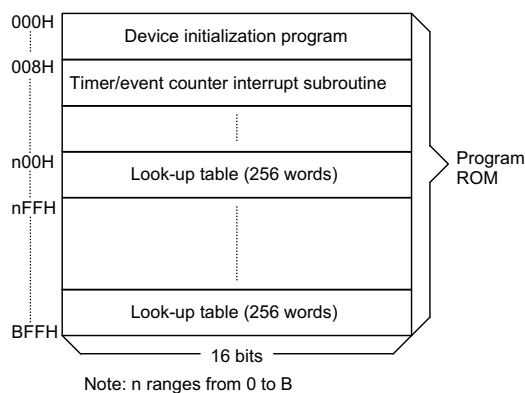 000H
Device initialization program
008H
Timer/event counter interrupt subroutine
n00H
Look-up table (256 words)
nFFH
Program
ROM
Look-up table (256 words)
BFFH
16 bits
Note: n ranges from 0 to B